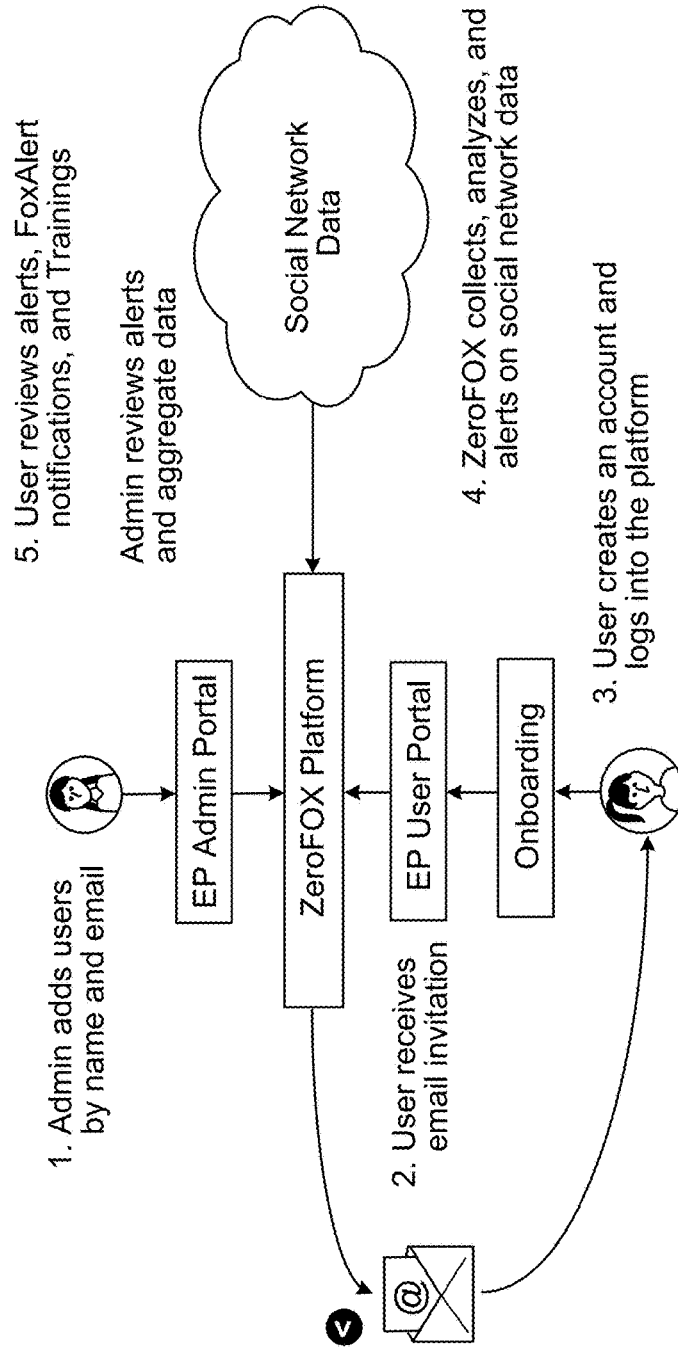 1. Admin adds users
by name and email
EP Admin Portal
ZeroFOX Platform
EP User Portal
Onboarding
2. User receives
email invitation
@
V
3. User creates an account and
logs into the platform
4. ZeroFOX collects, analyzes, and
alerts on social network data
Social Network
Data
5. User reviews alerts, FoxAlert
notifications, and Trainings
Admin reviews alerts
and aggregate data